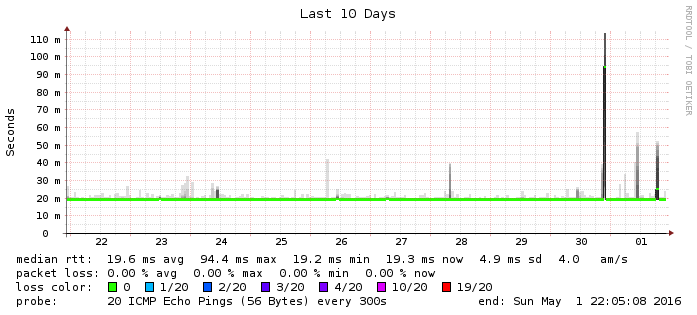 Last 10 Days
RRDTOOL / TOBI OETIKER
Seconds
110 m
100 m
90 m
80 m
70 m
60 m
50 m
40 m
30 m
20 m
10 m
0
22 23 24 25 26 27 28 29 30 01
median rtt: 19.6 ms avg 94.4 ms max 19.2 ms min 19.3 ms now 4.9 ms sd 4.0 am/s
packet loss: 0.00 % avg 0.00 % max 0.00 % min 0.00 % now
loss color: 0 1/20 2/20 3/20 4/20 10/20 19/20
probe: 20 ICMP Echo Pings (56 Bytes) every 300s end: Sun May 1 22:05:08 2016